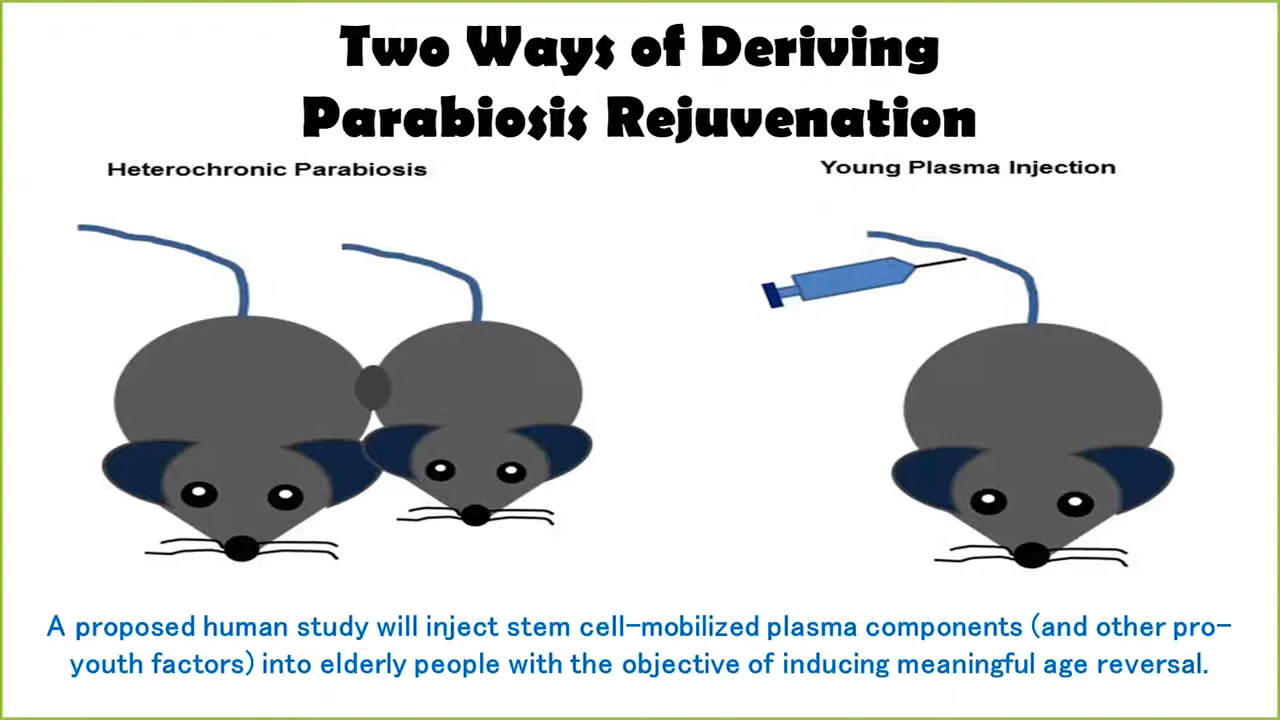 Two Ways of Deriving
Parabiosis Rejuvenation
Heterochronic Parabiosis
Young Plasma Injection
A proposed human study will inject stem cell-mobilized plasma components (and other pro-
youth factors) into elderly people with the objective of inducing meaningful age reversal.